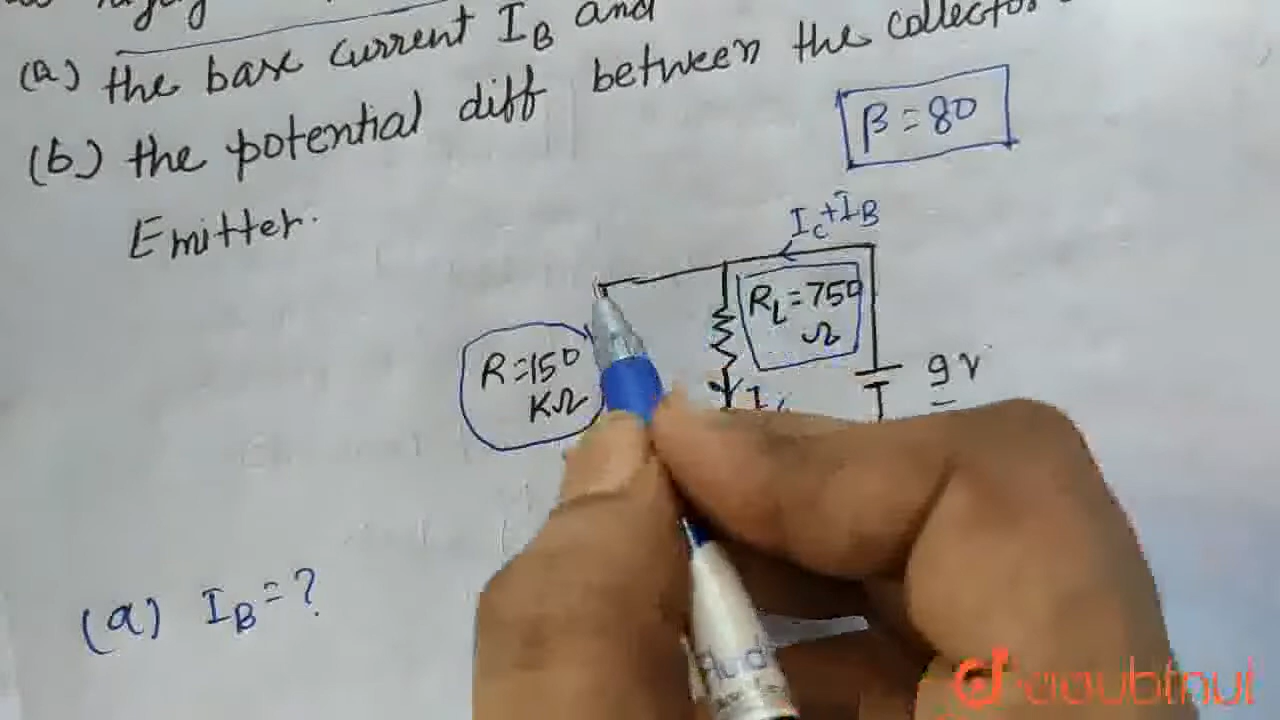 (a) the base current I_B and
(b) the potential diff between the collector
Emitter.
β = 80
I_c + I_B
R_L = 750
Ω
R = 150
KΩ
9V
(a) I_B = ?
doubtnut